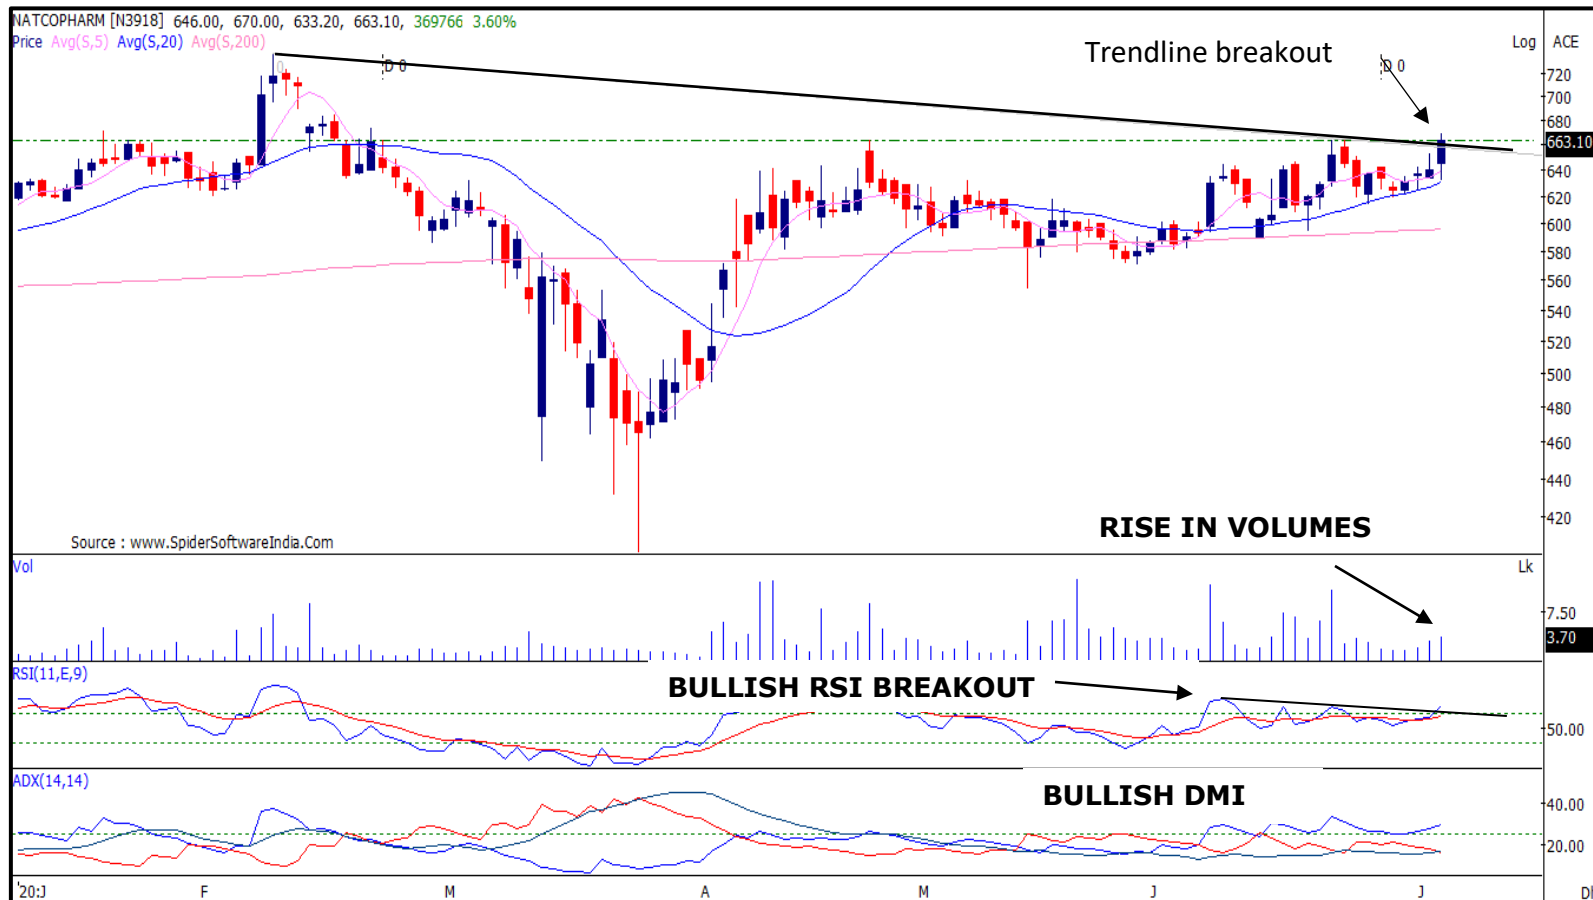 NATCOPHARM [N3918] 646.00, 670.00, 633.20, 663.10, 369766 3.60%
Price Avg(S,5) Avg(S,20) Avg(S,200)
Log ACE
Trendline breakout
0
D 0
D 0
720
700
680
663.10
640
620
600
580
560
540
520
500
480
460
440
420
Source : www.SpiderSoftwareIndia.Com
RISE IN VOLUMES
Vol
Lk
7.50
3.70
RSI(11,E,9)
BULLISH RSI BREAKOUT
50.00
ADX(14,14)
BULLISH DMI
40.00
20.00
'20:J F M A M J J